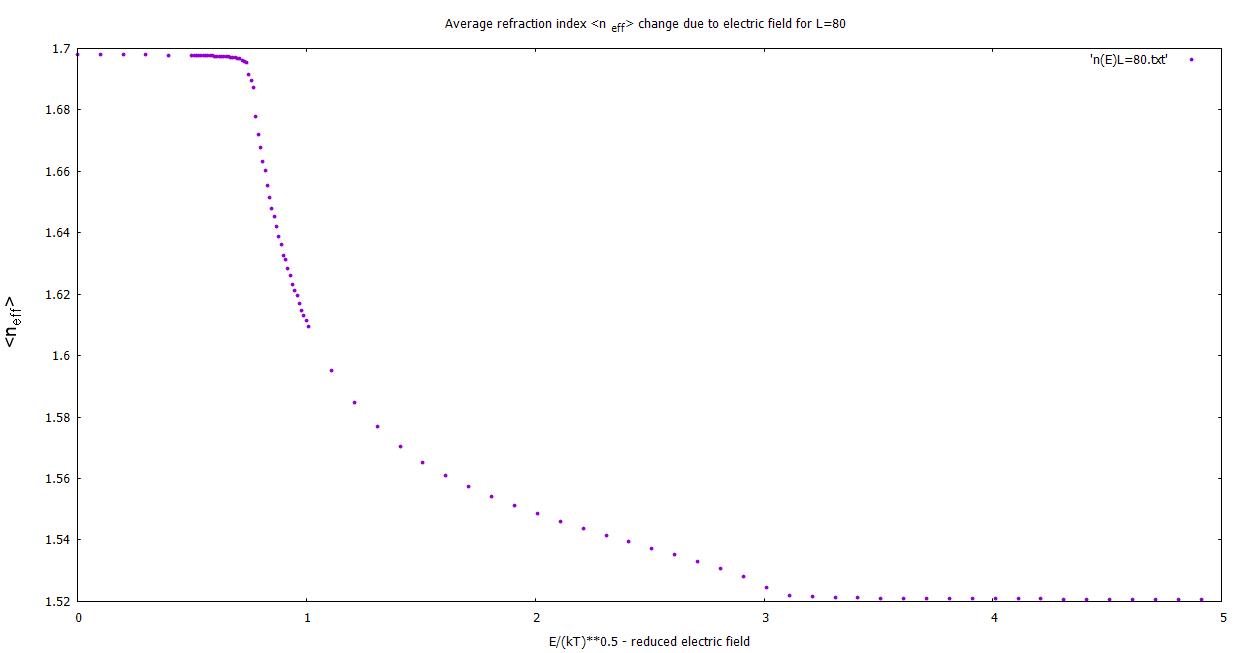 Average refraction index <n eff> change due to electric field for L=80
1.7
'n(E)L=80.txt'
1.68
1.66
1.64
1.62
<neff>
1.6
1.58
1.56
1.54
1.52
0 1 2 3 4 5
E/(kT)**0.5 - reduced electric field